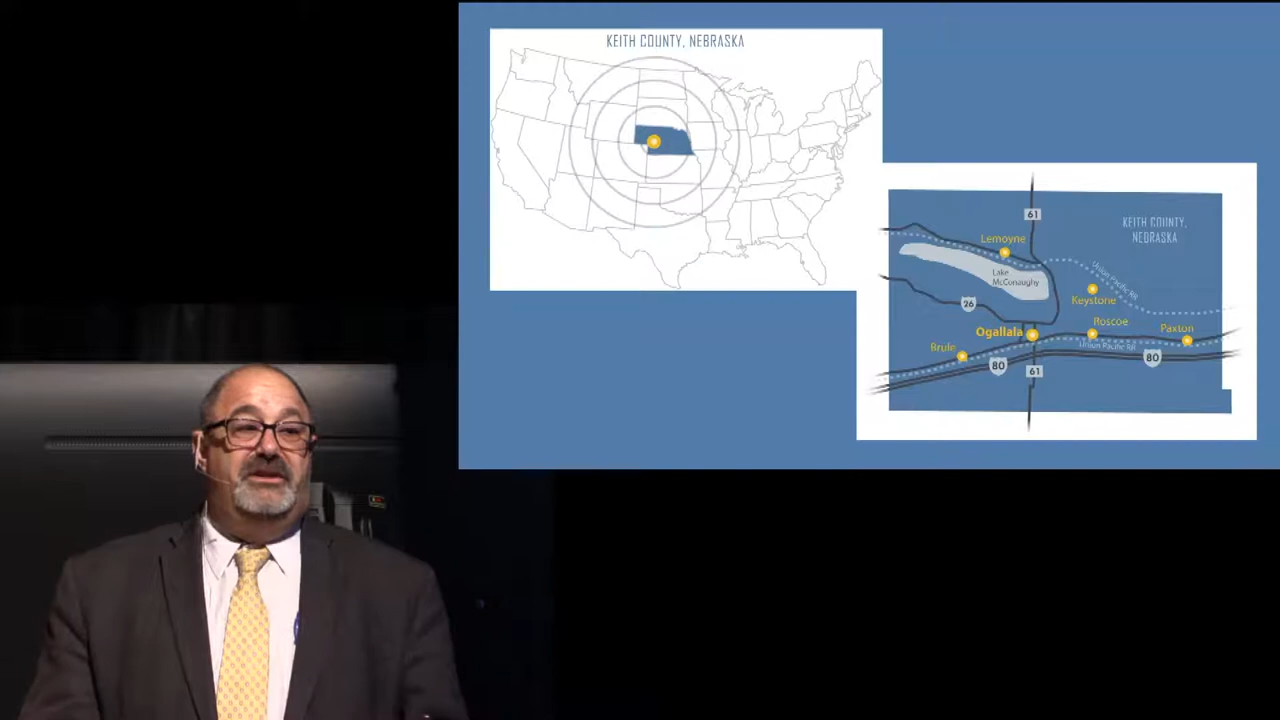 KEITH COUNTY, NEBRASKA
61
KEITH COUNTY,
NEBRASKA
Lemoyne
Union Pacific RR
Lake
McConaughy
Keystone
26
Roscoe
Ogallala
Paxton
Brule
Union Pacific RR
80
80
61